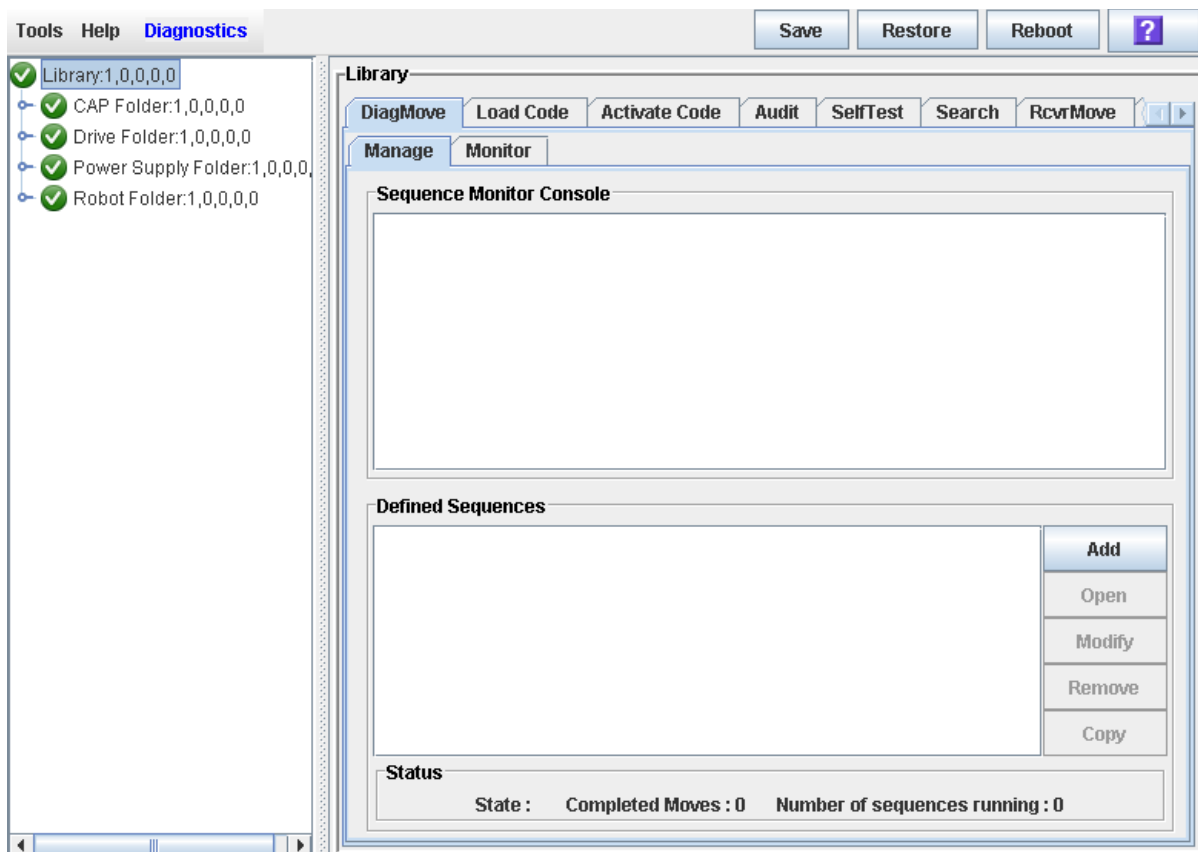 Tools Help Diagnostics
Save Restore Reboot ?
Library:1,0,0,0,0
CAP Folder:1,0,0,0,0
Drive Folder:1,0,0,0,0
Power Supply Folder:1,0,0,0,
Robot Folder:1,0,0,0,0
Library
DiagMove Load Code Activate Code Audit SelfTest Search RcvrMove
Manage Monitor
Sequence Monitor Console
Defined Sequences
Add
Open
Modify
Remove
Copy
Status
State : Completed Moves : 0 Number of sequences running : 0